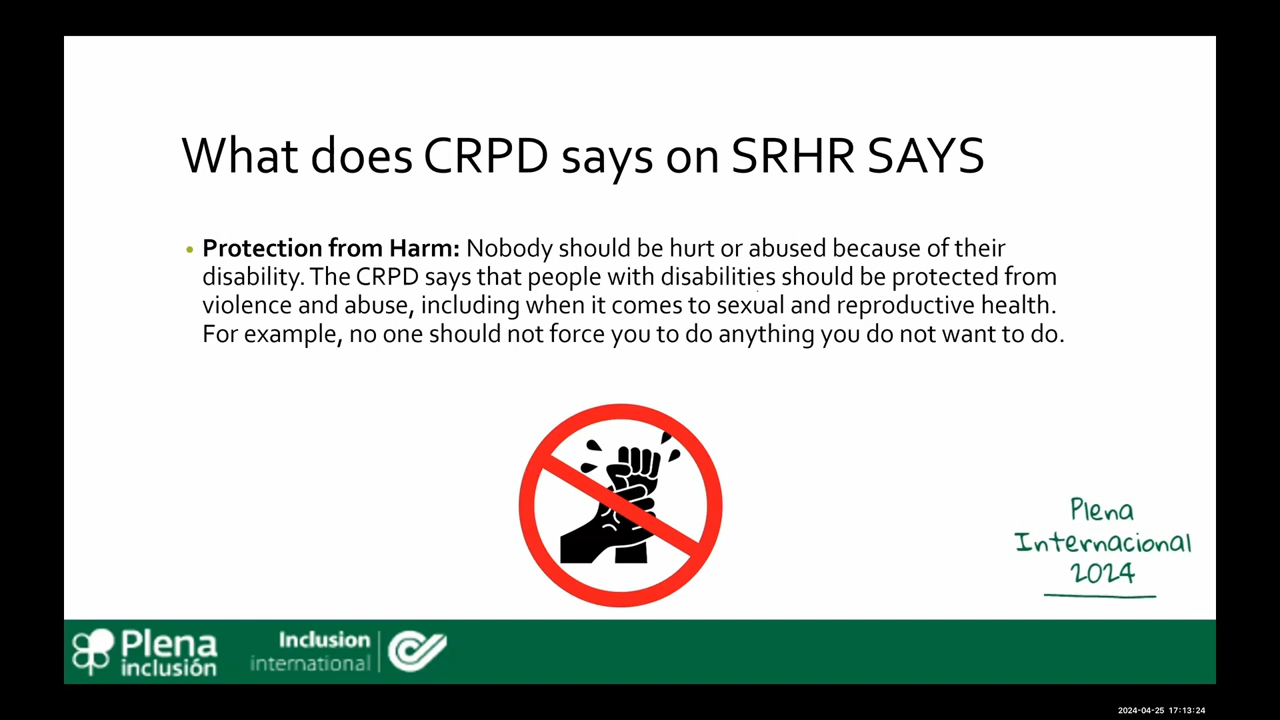 What does CRPD says on SRHR SAYS
• Protection from Harm: Nobody should be hurt or abused because of their
disability. The CRPD says that people with disabilities should be protected from
violence and abuse, including when it comes to sexual and reproductive health.
For example, no one should not force you to do anything you do not want to do.
Plena
Internacional
2024
Plena
inclusión
Inclusion
international
2024-04-25 17:13:24